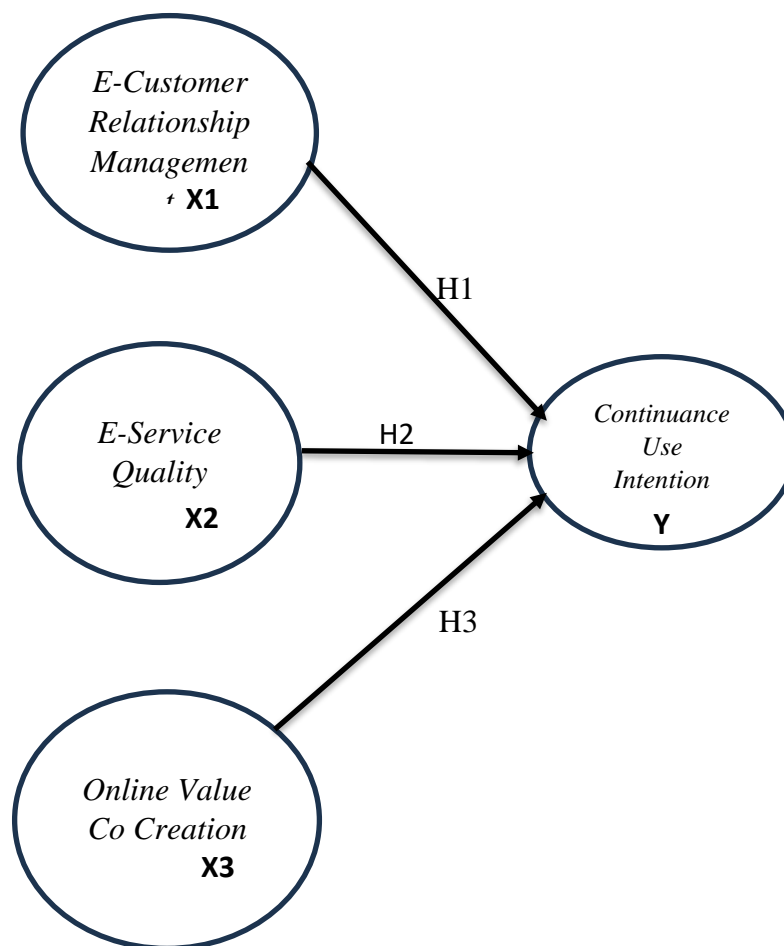 E-Customer
Relationship
Managemen
t X1
H1
E-Service
Quality
X2
H2
Continuance
Use
Intention
Y
H3
Online Value
Co Creation
X3